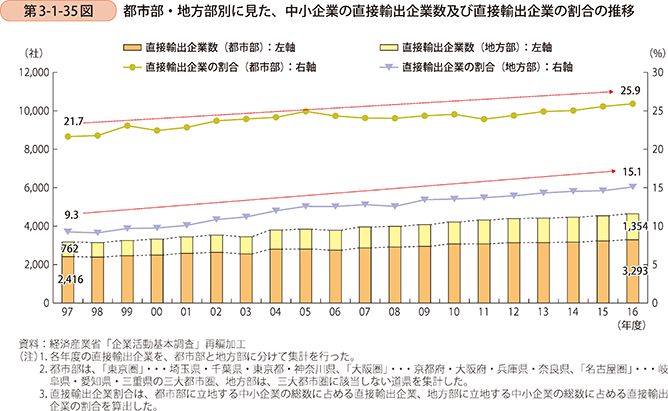 第3-1-35図
都市部・地方部別に見た、中小企業の直接輸出企業数及び直接輸出企業の割合の推移
直接輸出企業数（都市部）：左軸
直接輸出企業数（地方部）：左軸
直接輸出企業の割合（都市部）：右軸
直接輸出企業の割合（地方部）：右軸
（社）
（%）
12,000
10,000
8,000
6,000
4,000
2,000
0
30
25
20
15
10
5
0
21.7
25.9
9.3
15.1
762
2,416
1,354
3,293
97 98 99 00 01 02 03 04 05 06 07 08 09 10 11 12 13 14 15 16
（年度）
資料：経済産業省「企業活動基本調査」再編加工
（注）1. 各年度の直接輸出企業を、都市部と地方部に分けて集計を行った。
2. 都市部は、「東京圏」・・・埼玉県・千葉県・東京都・神奈川県、「大阪圏」・・・京都府・大阪府・兵庫県・奈良県、「名古屋圏」・・・岐
阜県・愛知県・三重県の三大都市圏、地方部は、三大都市圏に該当しない道県を集計した。
3. 直接輸出企業割合は、都市部に立地する中小企業の総数に占める直接輸出企業、地方部に立地する中小企業の総数に占める直接輸出
企業の割合を算出した。